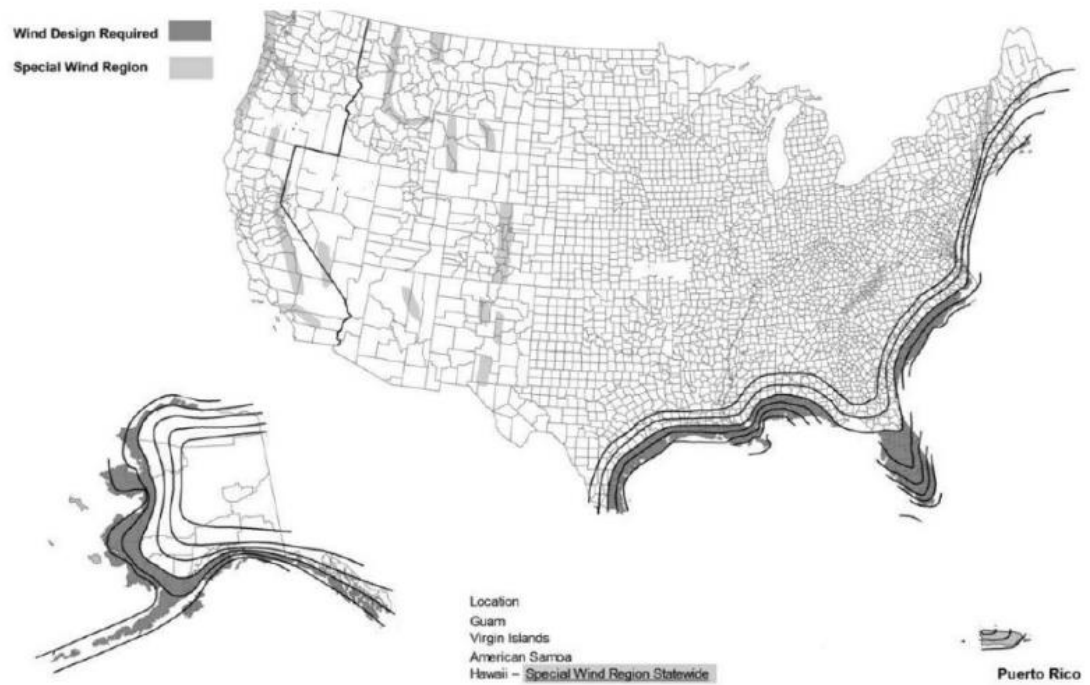 Wind Design Required
Special Wind Region
Location
Guam
Virgin Islands
American Samoa
Hawaii – Special Wind Region Statewide
Puerto Rico